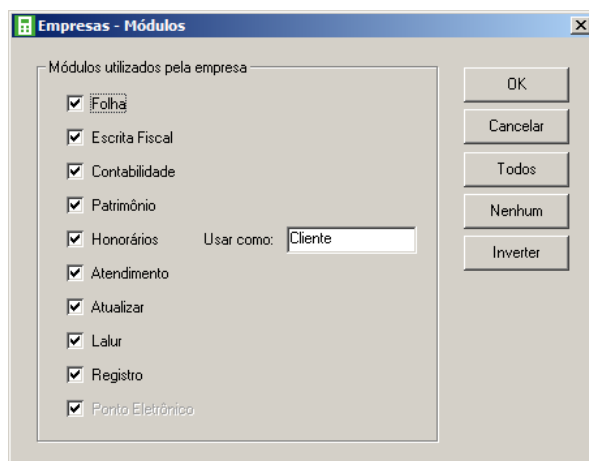 Empresas - Módulos
Módulos utilizados pela empresa
Folha
Escrita Fiscal
Contabilidade
Patrimônio
Honorários Usar como: Cliente
Atendimento
Atualizar
Lalur
Registro
Ponto Eletrônico
OK
Cancelar
Todos
Nenhum
Inverter